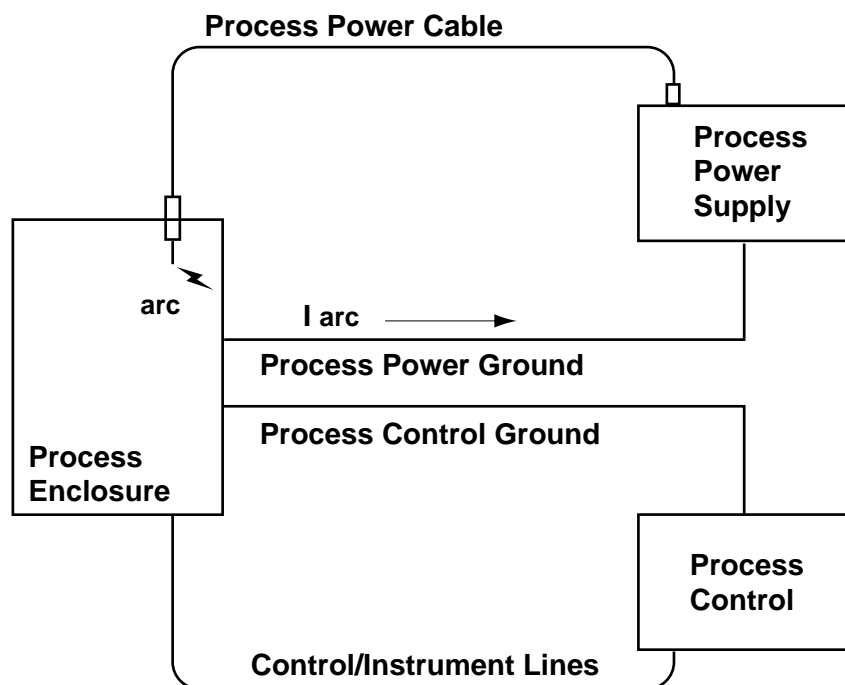 Process Power Cable
Process
Power
Supply
arc
I arc
Process Power Ground
Process Control Ground
Process
Enclosure
Process
Control
Control/Instrument Lines